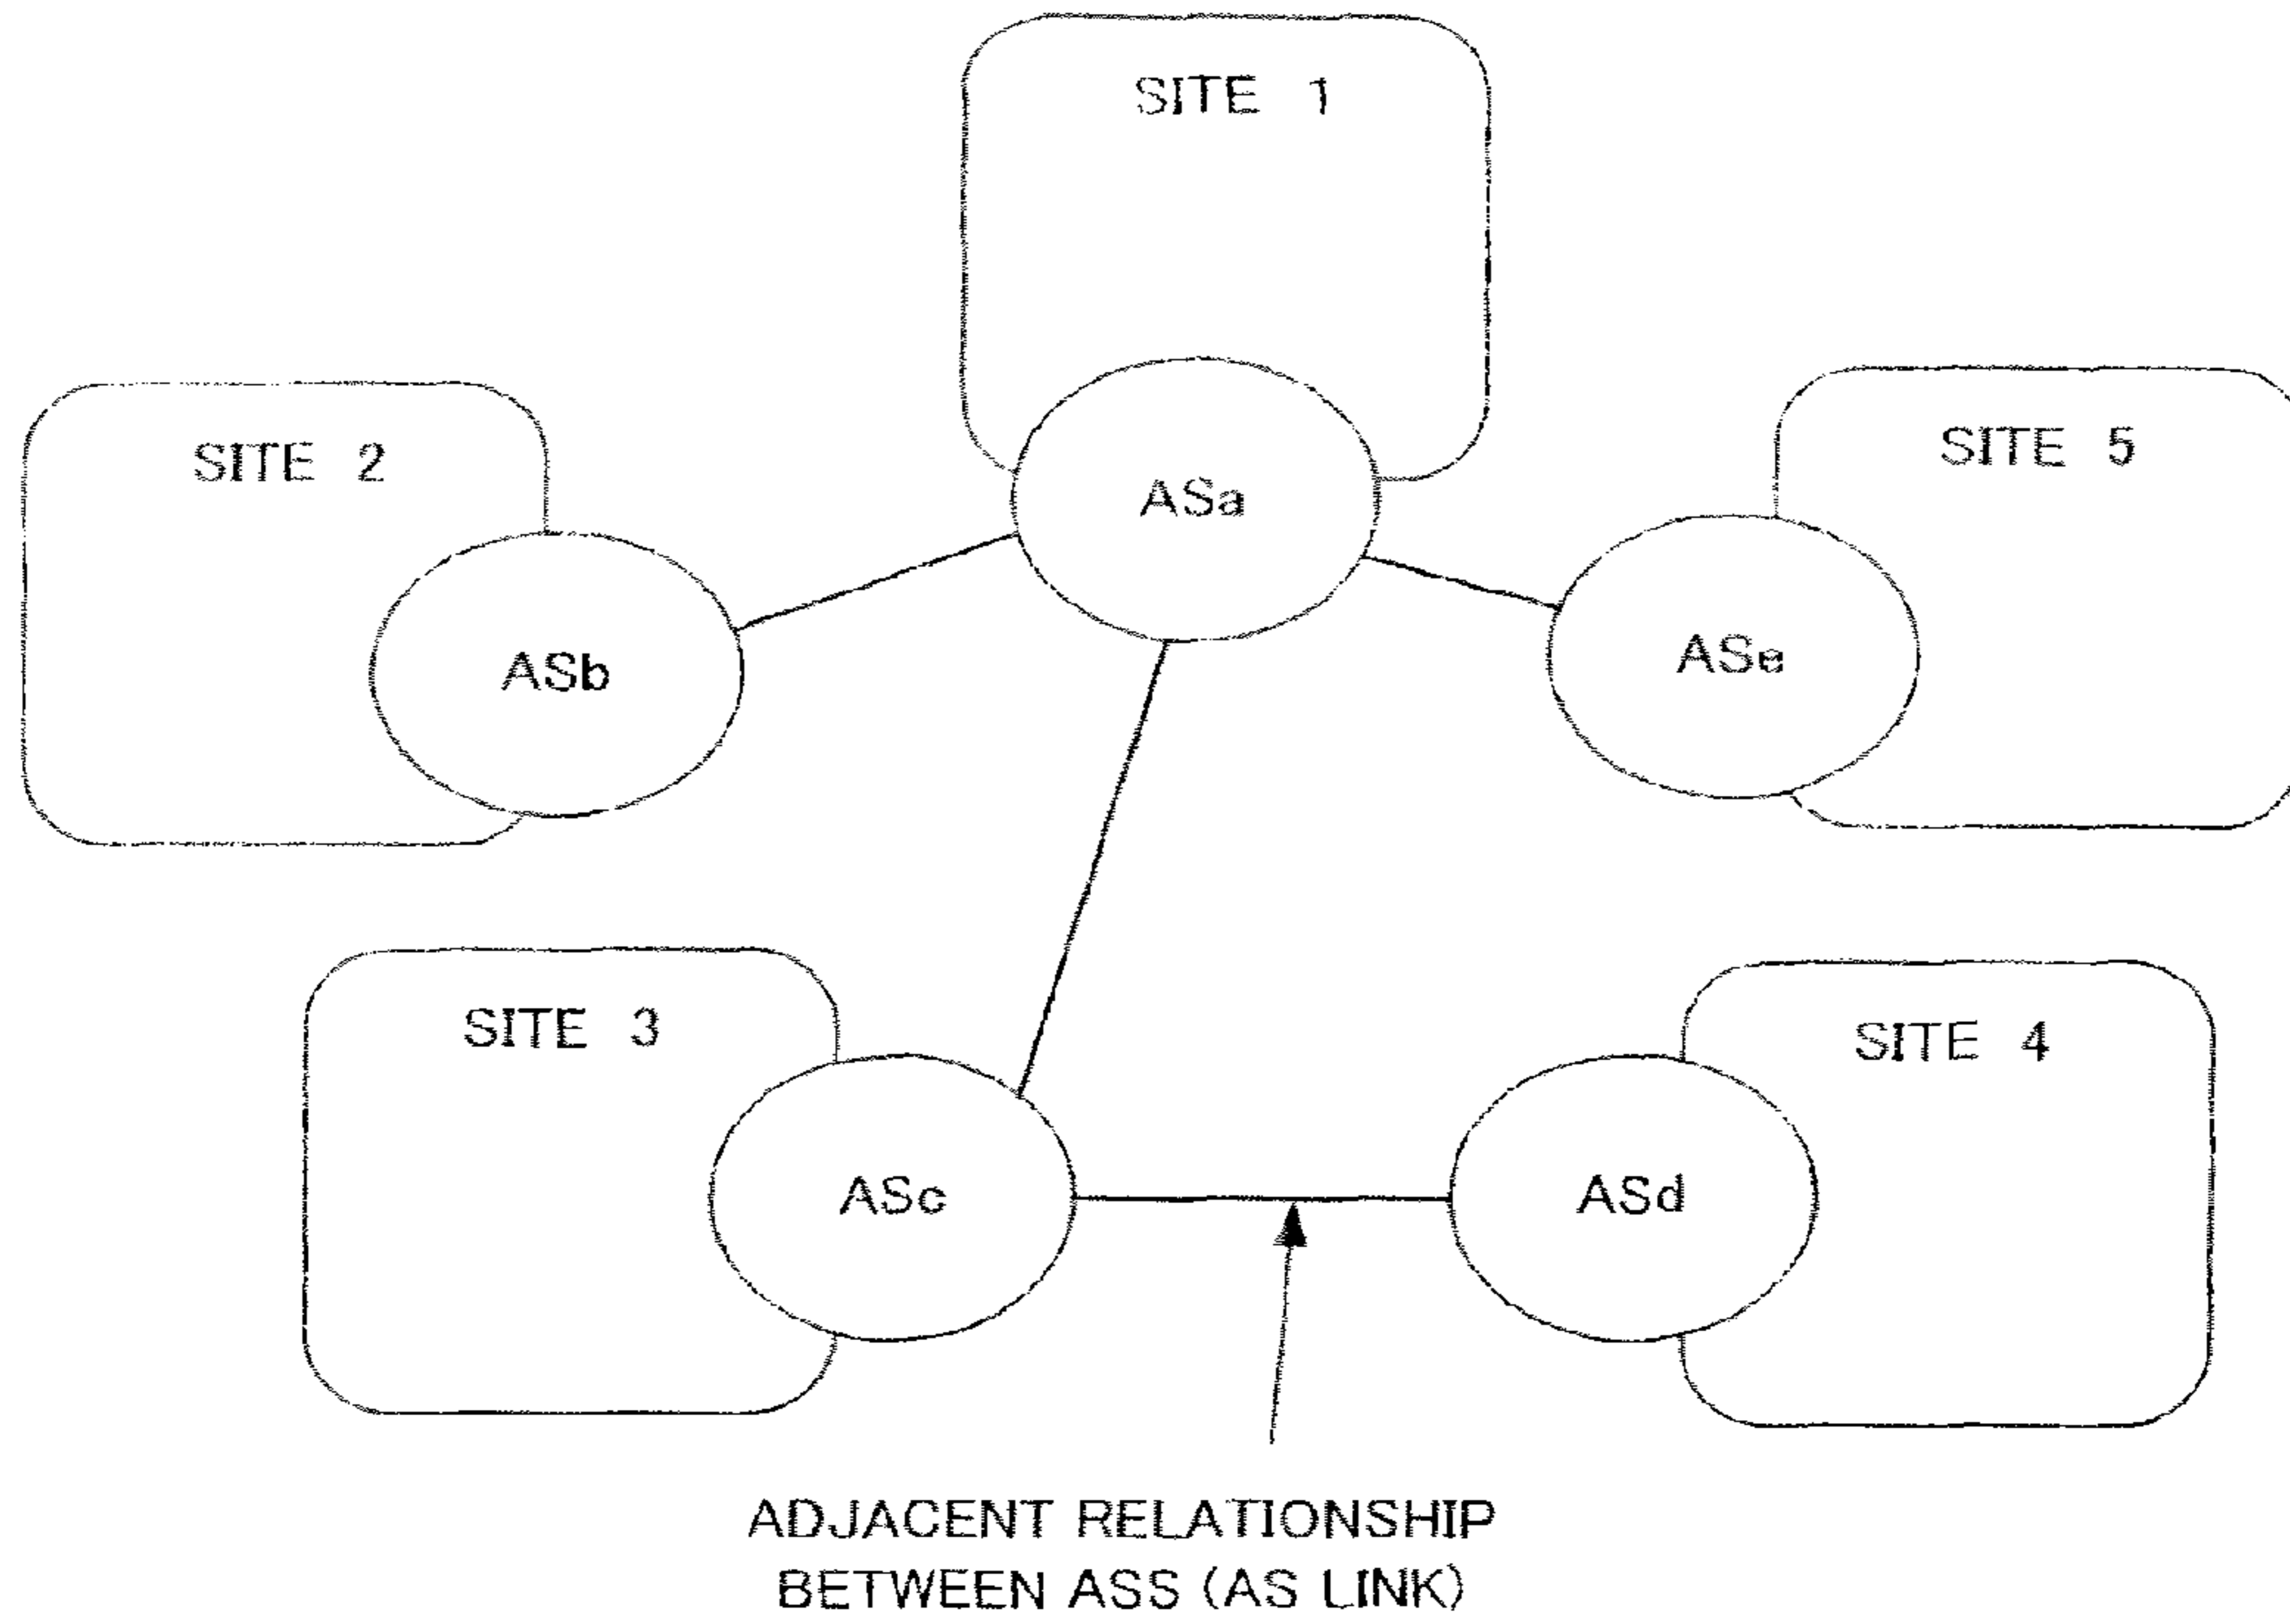 SITE 1
SITE 2
SITE 5
ASa
ASb
ASe
SITE 3
SITE 4
ASc
ASd
ADJACENT RELATIONSHIP
BETWEEN ASS (AS LINK)